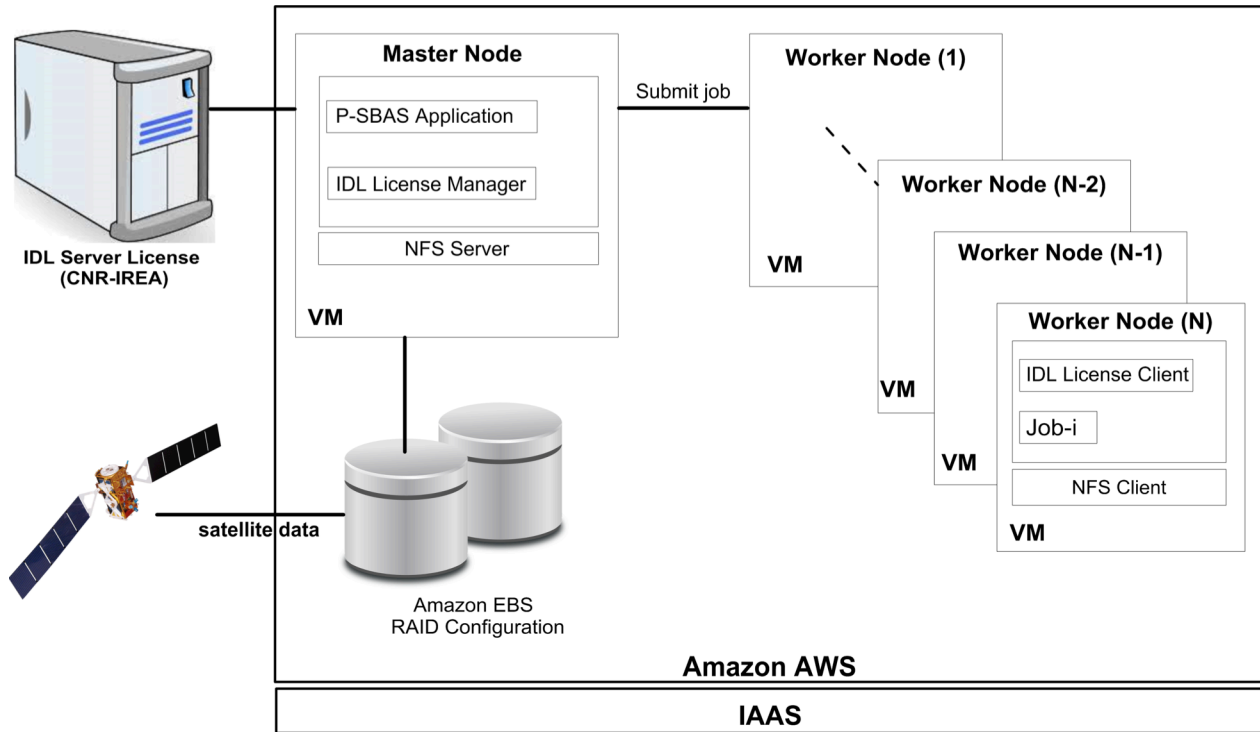 IDL Server License
(CNR-IREA)
Master Node
P-SBAS Application
IDL License Manager
NFS Server
VM
Submit job
Worker Node (1)
VM
Worker Node (N-2)
VM
Worker Node (N-1)
VM
Worker Node (N)
IDL License Client
Job-i
NFS Client
VM
satellite data
Amazon EBS
RAID Configuration
Amazon AWS
IAAS